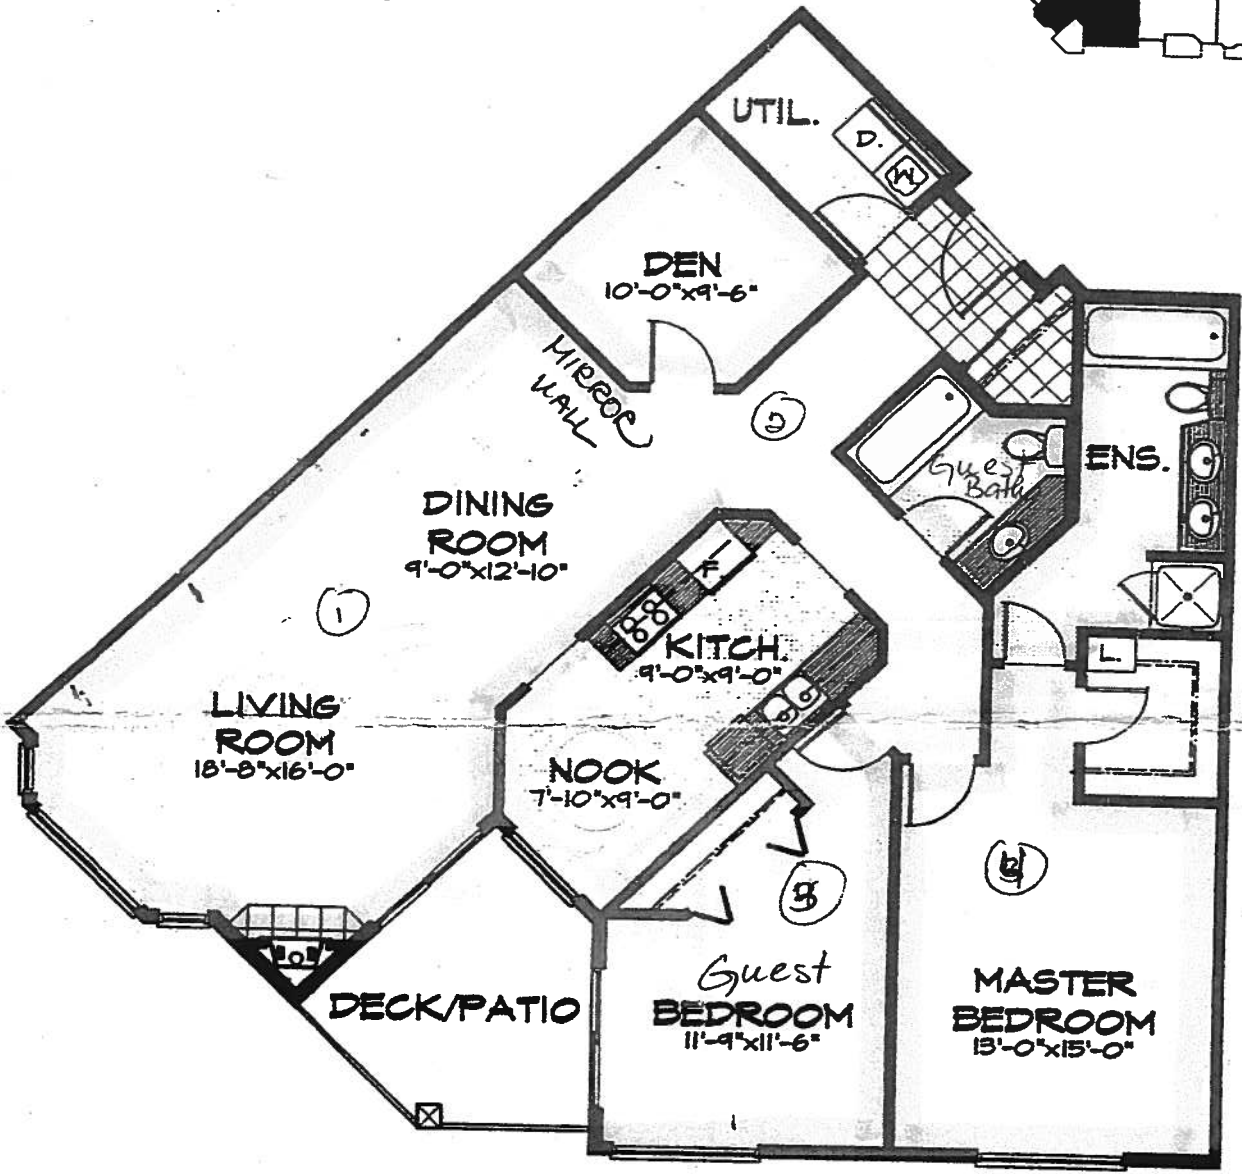 UTIL.
D.
W
DEN
10'-0"x9'-6"
MIRROR
WALL
2
ENS.
Guest
Bath
DINING
ROOM
9'-0"x12'-10"
F
1
KITCH.
9'-0"x9'-0"
L.
LIVING
ROOM
18'-8"x16'-0"
NOOK
7'-10"x9'-0"
Guest
BEDROOM
11'-9"x11'-6"
MASTER
BEDROOM
13'-0"x15'-0"
DECK/PATIO